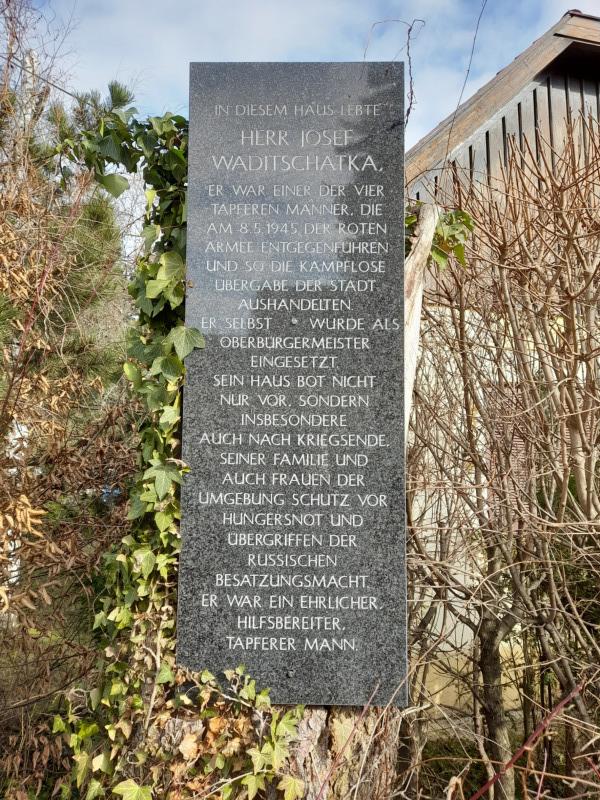 IN DIESEM HAUS LEBTE
HERR JOSEF
WADITSCHATKA,
ER WAR EINER DER VIER
TAPFEREN MÄNNER, DIE
AM 8.5.1945 DER ROTEN
ARMEE ENTGEGENFUHREN
UND SO DIE KAMPFLOSE
ÜBERGABE DER STADT
AUSHANDELTEN.
ER SELBST * WURDE ALS
OBERBÜRGERMEISTER
EINGESETZT.
SEIN HAUS BOT NICHT
NUR VOR, SONDERN
INSBESONDERE
AUCH NACH KRIEGSENDE,
SEINER FAMILIE UND
AUCH FRAUEN DER
UMGEBUNG SCHUTZ VOR
HUNGERSNOT UND
ÜBERGRIFFEN DER
RUSSISCHEN
BESATZUNGSMACHT.
ER WAR EIN EHRLICHER,
HILFSBEREITER,
TAPFERER MANN.